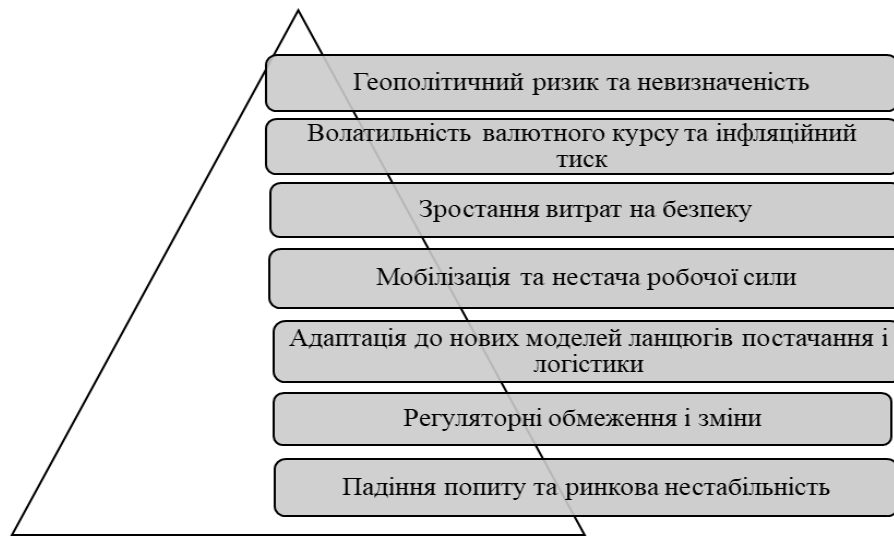 Геополітичний ризик та невизначеність
Волатильність валютного курсу та інфляційний
тиск
Зростання витрат на безпеку
Мобілізація та нестача робочої сили
Адаптація до нових моделей ланцюгів постачання і
логістики
Регуляторні обмеження і зміни
Падіння попиту та ринкова нестабільність